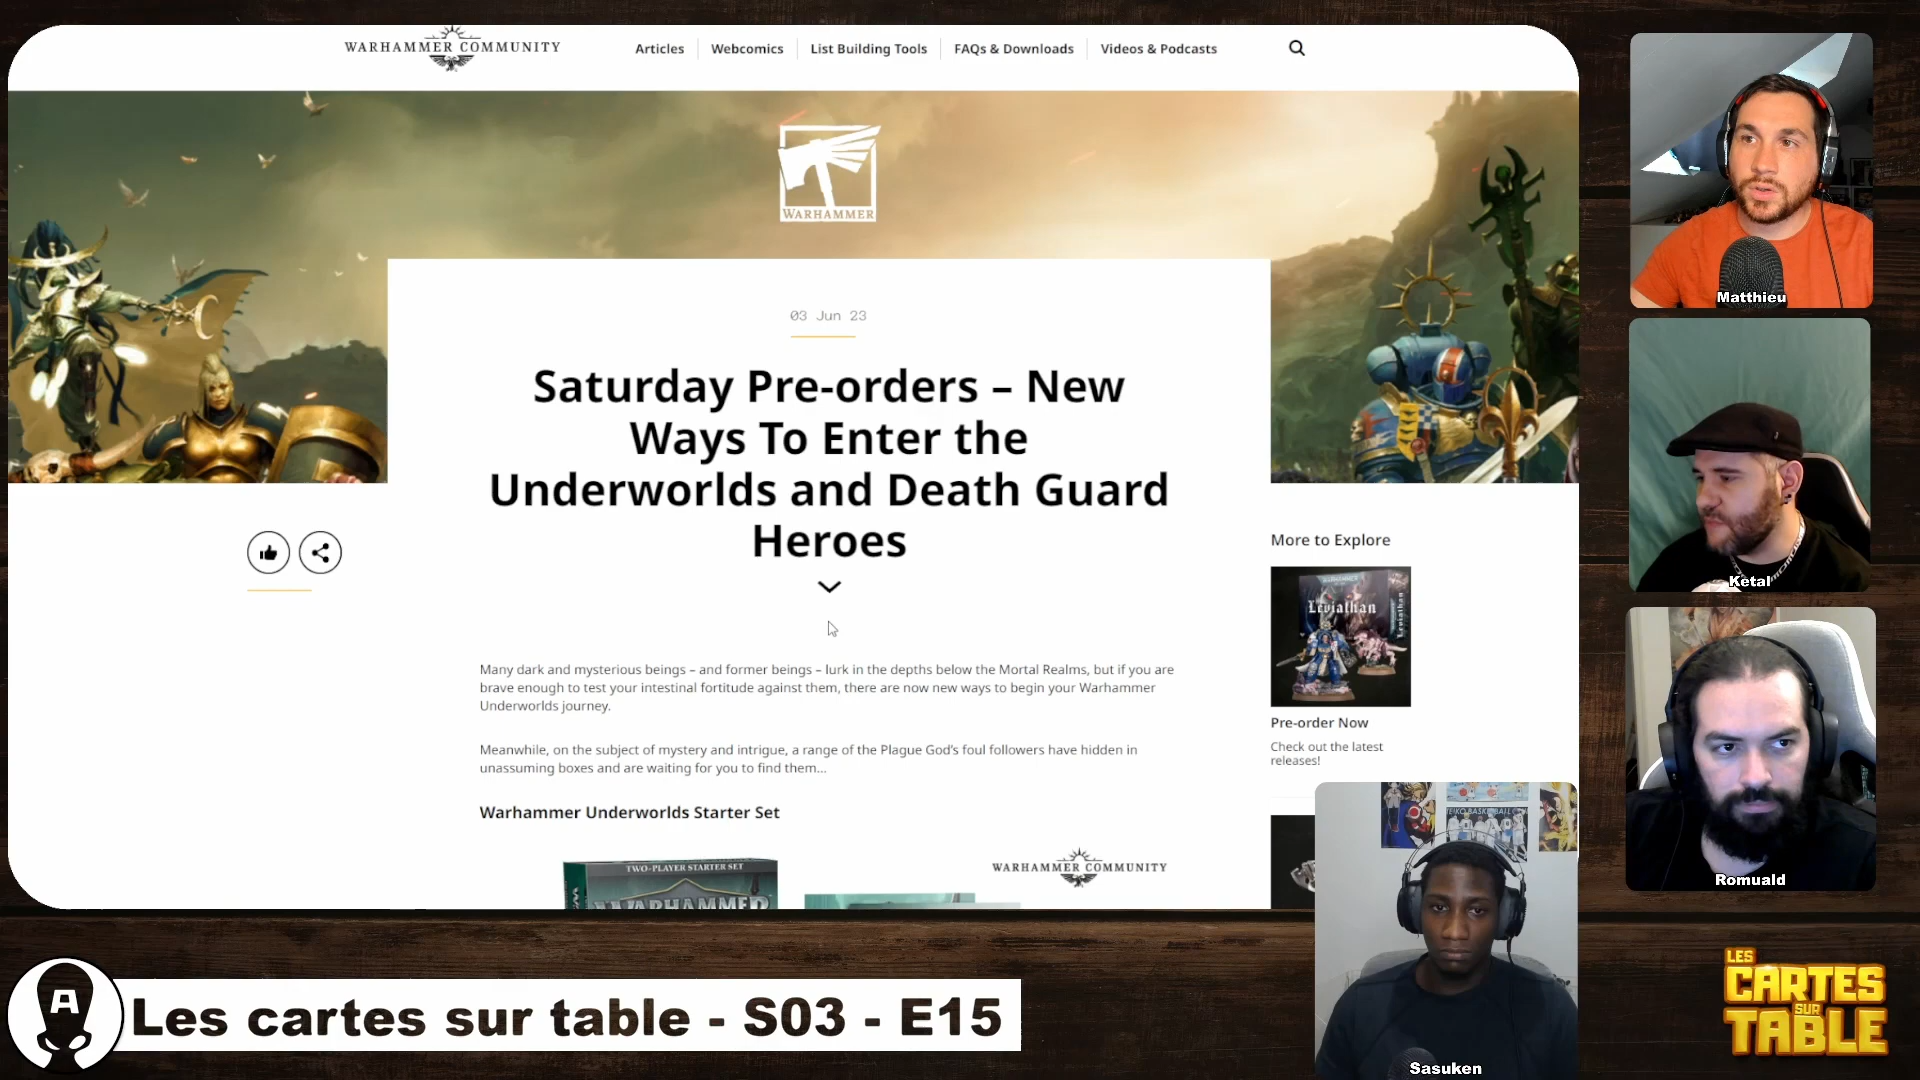 WARHAMMER COMMUNITY
Articles
Webcomics
List Building Tools
FAQs & Downloads
Videos & Podcasts
WARHAMMER
03 Jun 23
Saturday Pre-orders – New
Ways To Enter the
Underworlds and Death Guard
Heroes
Many dark and mysterious beings – and former beings – lurk in the depths below the Mortal Realms, but if you are
brave enough to test your intestinal fortitude against them, there are now new ways to begin your Warhammer
Underworlds journey.
Meanwhile, on the subject of mystery and intrigue, a range of the Plague God's foul followers have hidden in
unassuming boxes and are waiting for you to find them...
Warhammer Underworlds Starter Set
TWO-PLAYER STARTER SET
WARHAMMER
WARHAMMER COMMUNITY
More to Explore
Leviathan
Pre-order Now
Check out the latest
releases!
Matthieu
Ketal
Romuald
Sasuken
A
Les cartes sur table - S03 - E15
LES
CARTES
SUR
TABLE